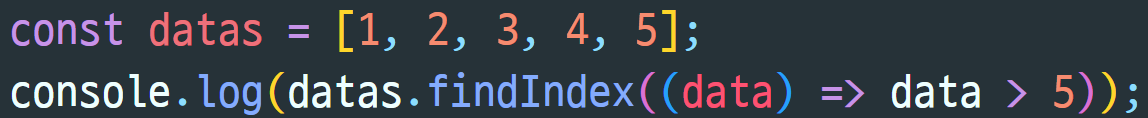 const datas = [1, 2, 3, 4, 5];
console.log(datas.findIndex((data) => data > 5));